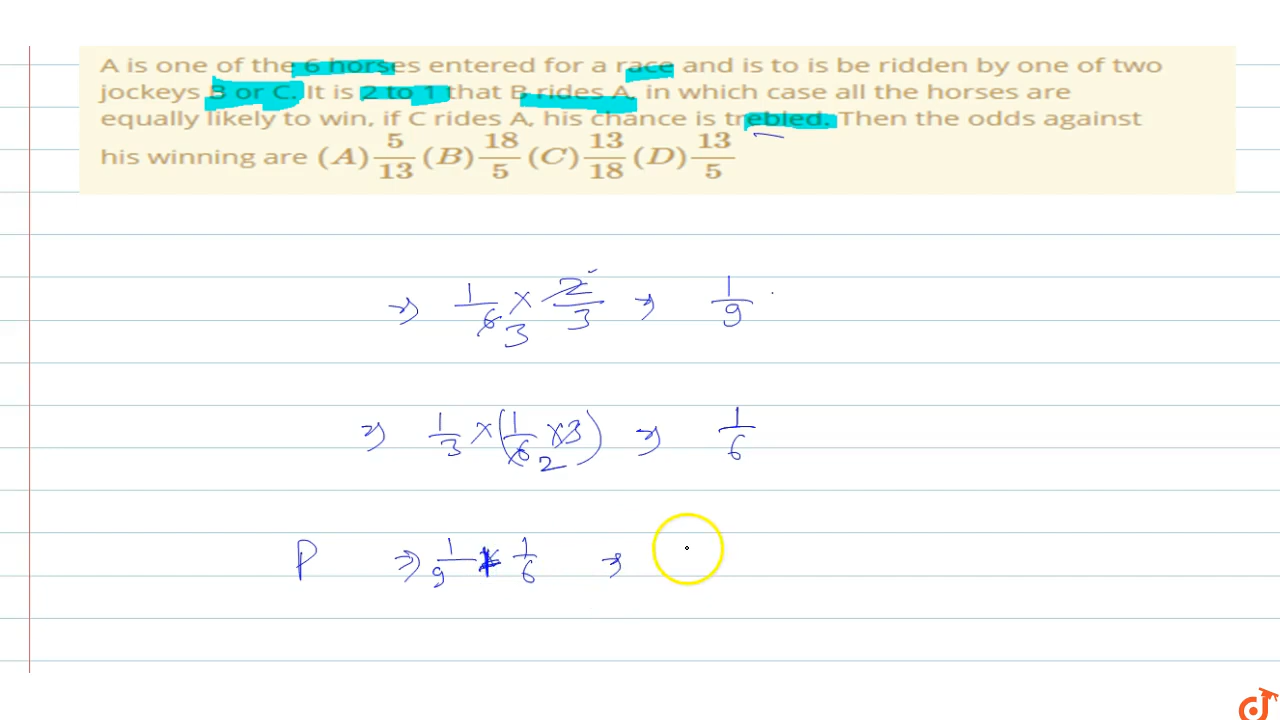 A is one of the 6 horses entered for a race and is to is be ridden by one of two
jockeys B or C. It is 2 to 1 that B rides A, in which case all the horses are
equally likely to win, if C rides A, his chance is trebled. Then the odds against
his winning are (A) 5/13 (B) 18/5 (C) 13/18 (D) 13/5
⇒ 1/6 3 × 2/3 ⇒ 1/9
⇒ 1/3 × (1/6 2 × 3) ⇒ 1/6
P ⇒ 1/9 + 1/6 ⇒